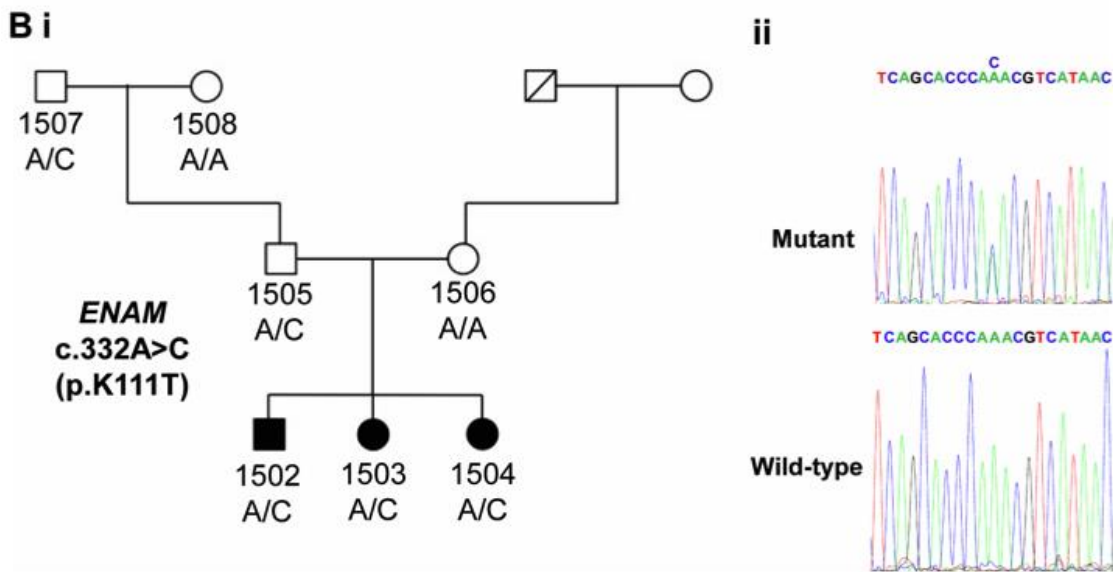 B i
1507
A/C
1508
A/A
1505
A/C
1506
A/A
ENAM
c.332A>C
(p.K111T)
1502
A/C
1503
A/C
1504
A/C
ii
C
TCAGCACCCAAACGTCATAAC
Mutant
TCAGCACCCAAACGTCATAAC
Wild-type